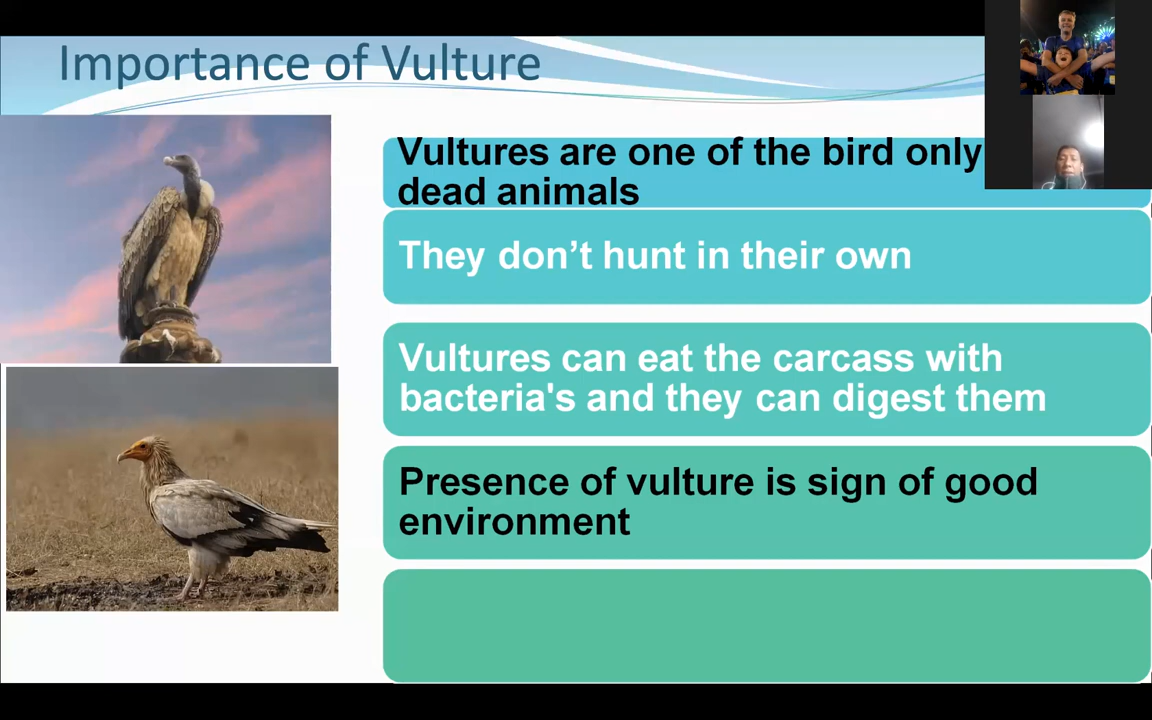 Importance of Vulture
Vultures are one of the bird only
dead animals
They don’t hunt in their own
Vultures can eat the carcass with
bacteria's and they can digest them
Presence of vulture is sign of good
environment